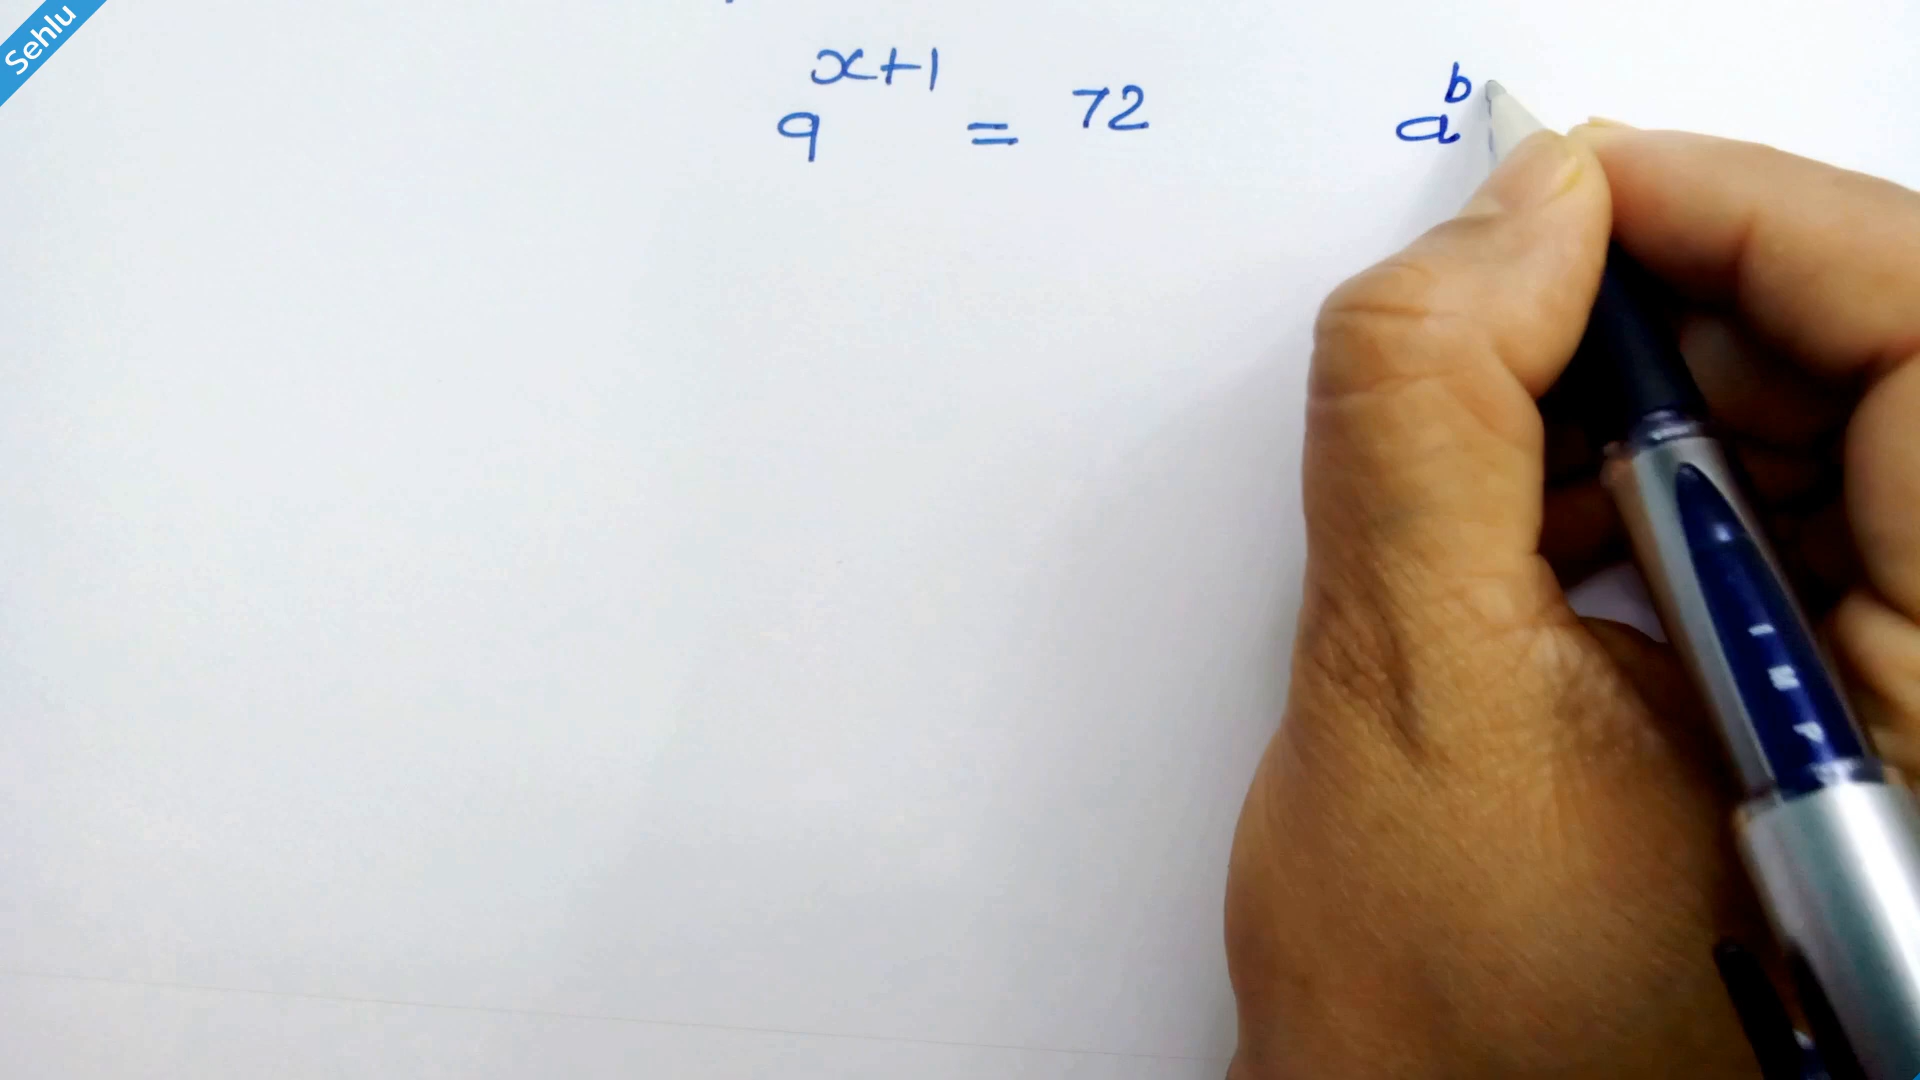 Sehlu
9^{x+1} = 72 a^b